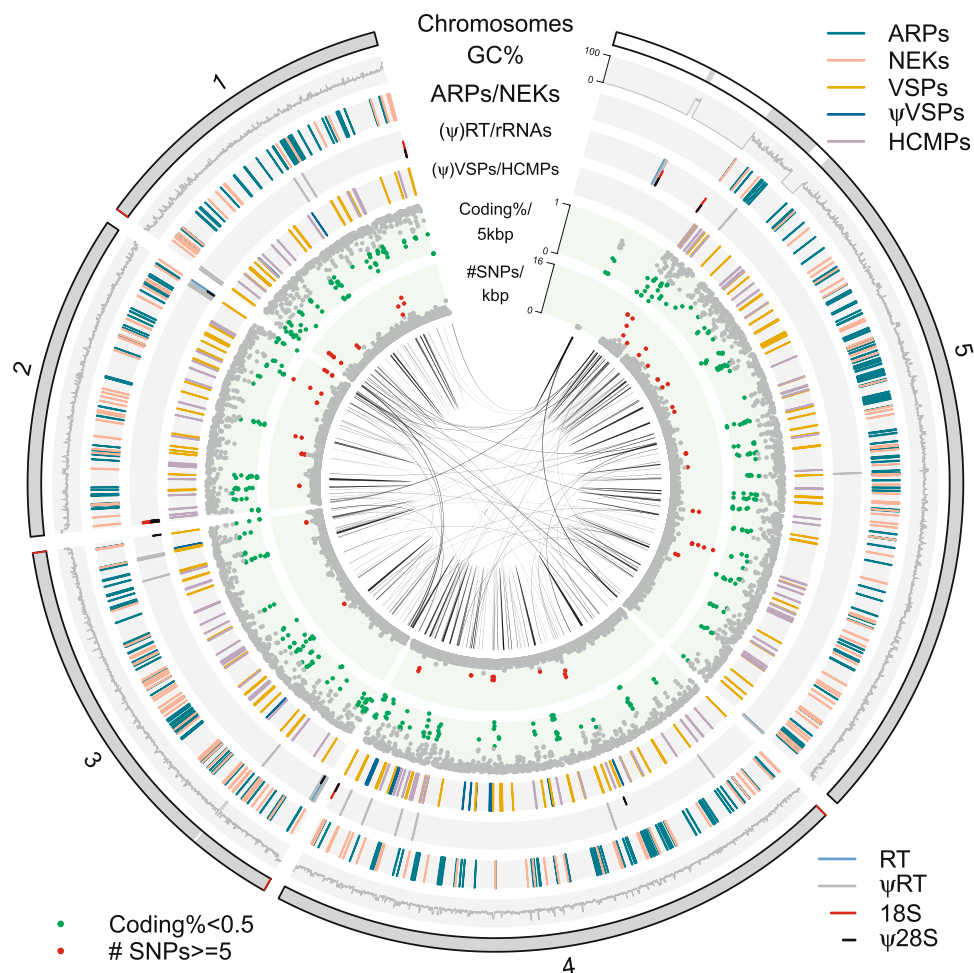 Chromosomes
GC%
ARPs/NEKs
(ψ)RT/rRNAs
(ψ)VSPs/HCMPs
Coding%/
5kbp
#SNPs/
kbp
100
0
1
0
16
0
ARPs
NEKs
VSPs
ψVSPs
HCMPs
1
2
3
4
5
Coding%<0.5
# SNPs>=5
RT
ψRT
18S
ψ28S